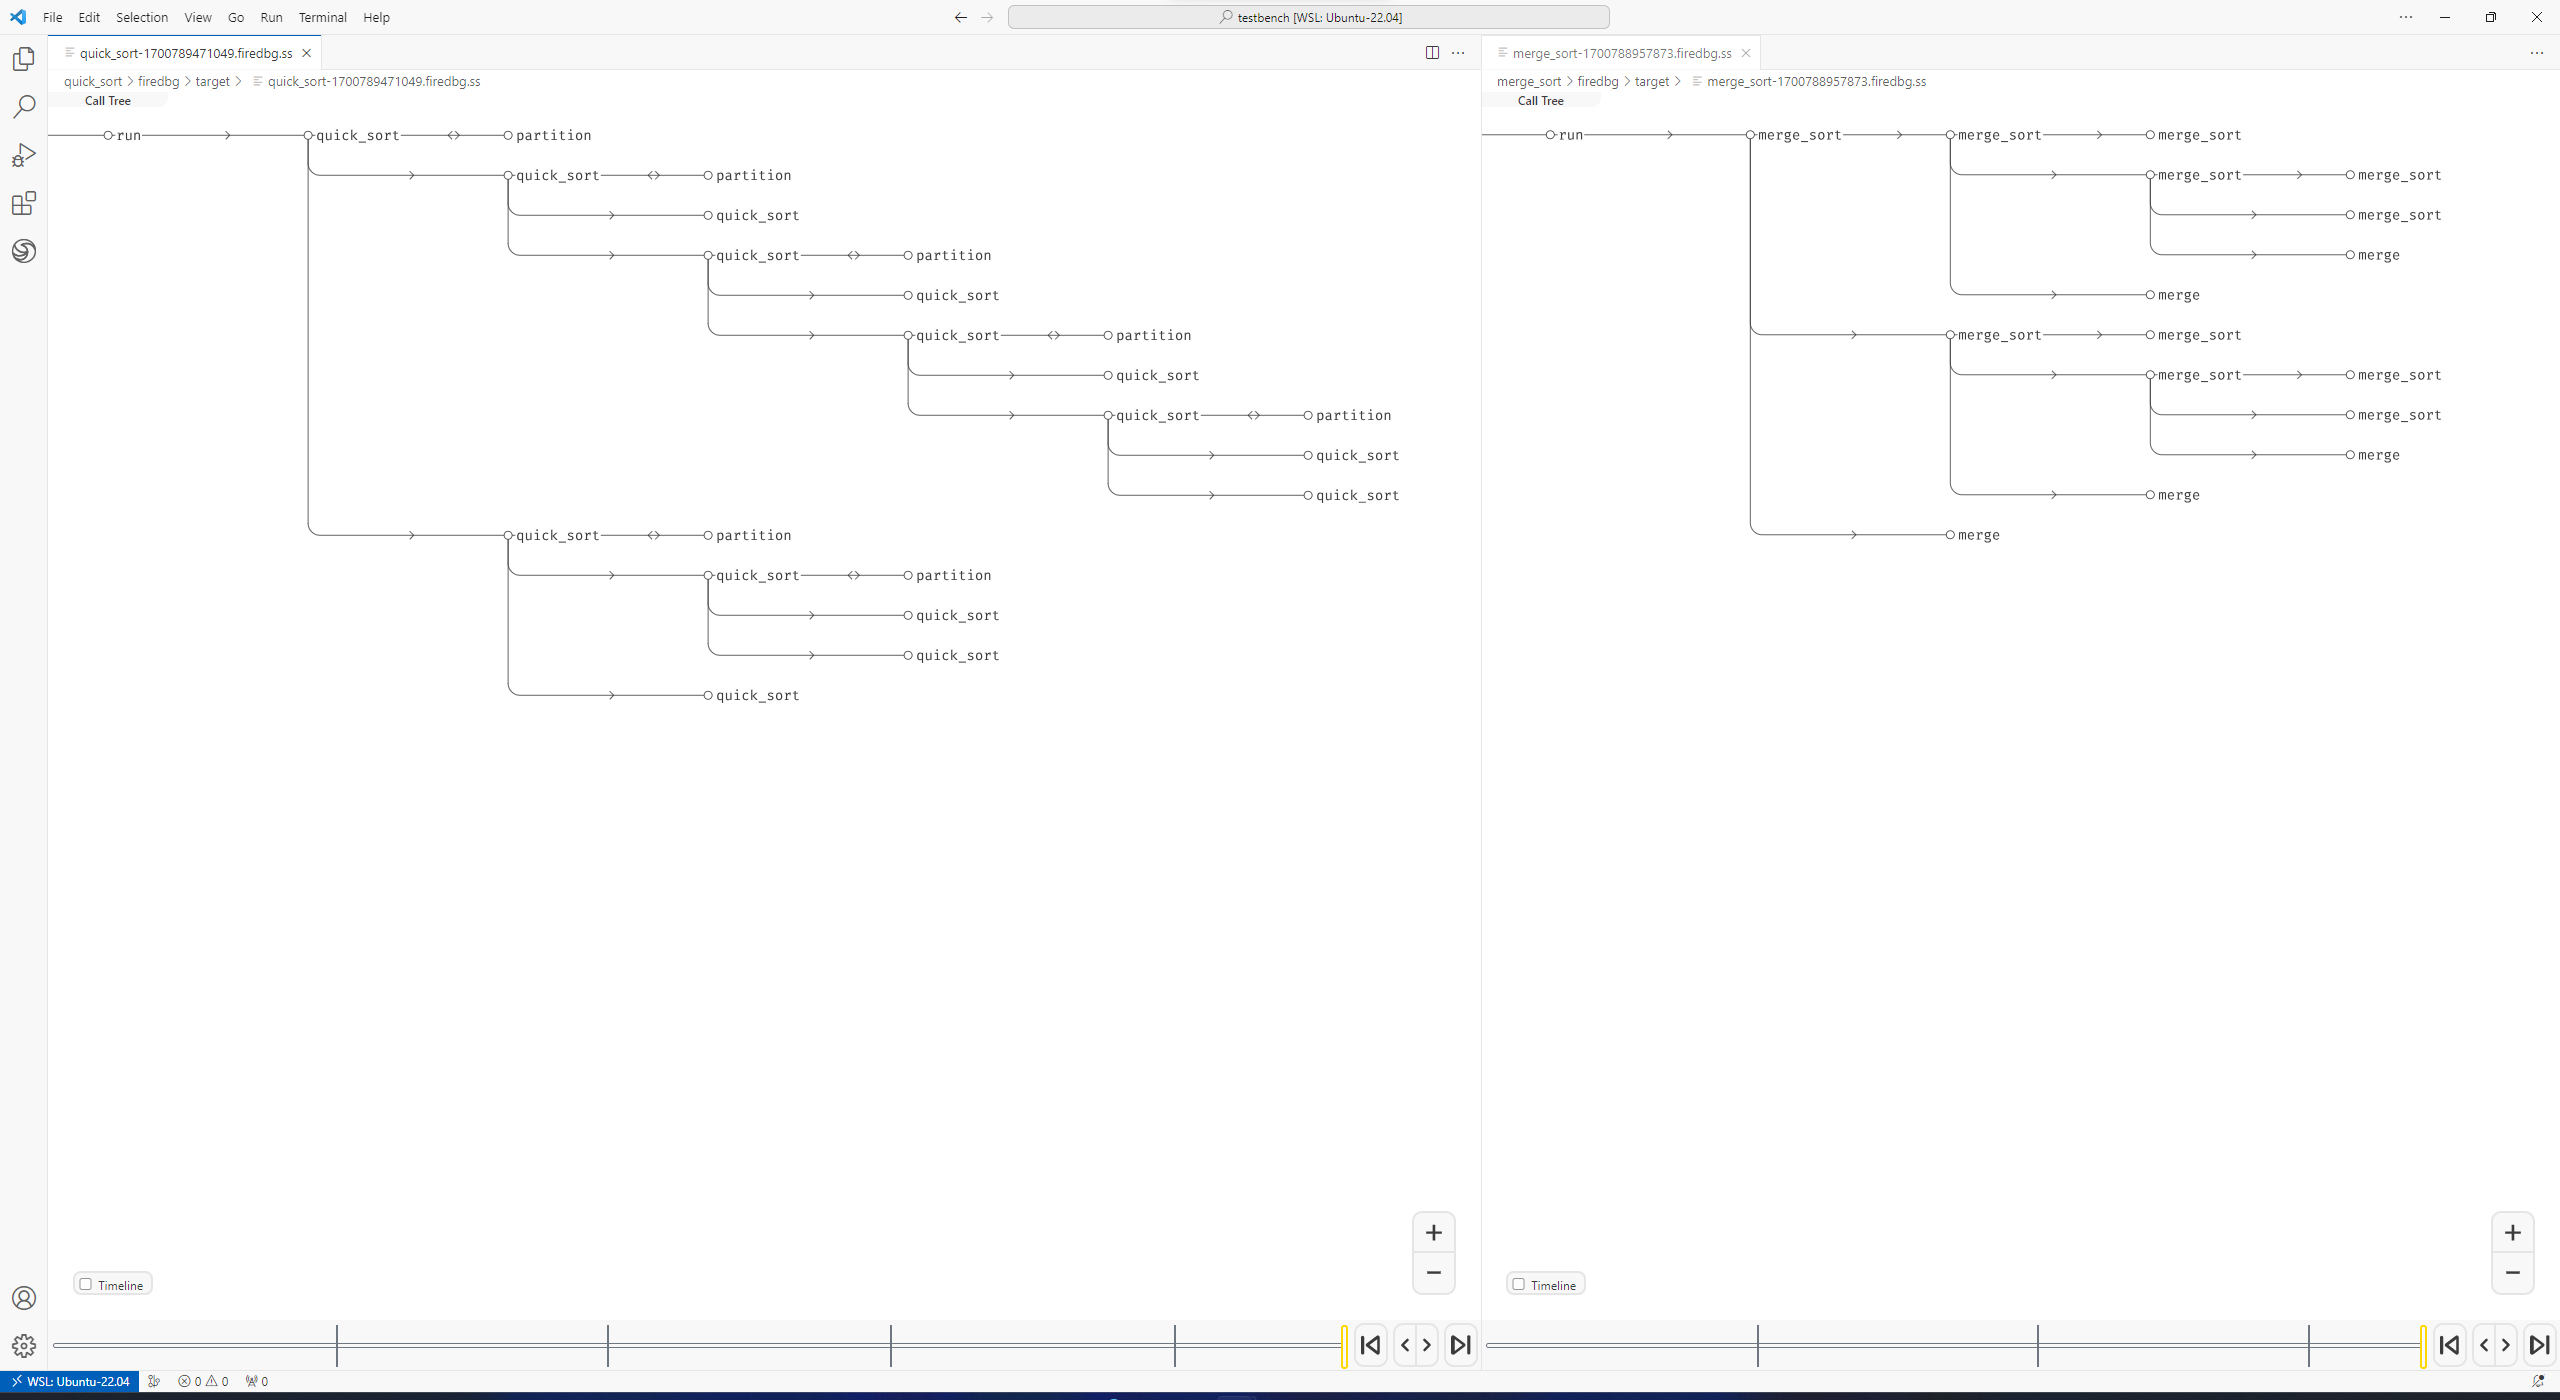 File Edit Selection View Go Run Terminal Help
testbench [WSL: Ubuntu-22.04]
quick_sort-1700789471049.firedbg.ss
quick_sort > firedbg > target > quick_sort-1700789471049.firedbg.ss
Call Tree
run quick_sort partition
quick_sort partition
quick_sort
quick_sort partition
quick_sort
quick_sort partition
quick_sort
quick_sort partition
quick_sort
quick_sort
quick_sort partition
quick_sort partition
quick_sort
quick_sort
quick_sort
Timeline
merge_sort-1700788957873.firedbg.ss
merge_sort > firedbg > target > merge_sort-1700788957873.firedbg.ss
Call Tree
run merge_sort merge_sort merge_sort
merge_sort merge_sort
merge_sort
merge
merge
merge_sort merge_sort
merge_sort merge_sort
merge_sort
merge
merge
merge
Timeline
WSL: Ubuntu-22.04 0 0 0